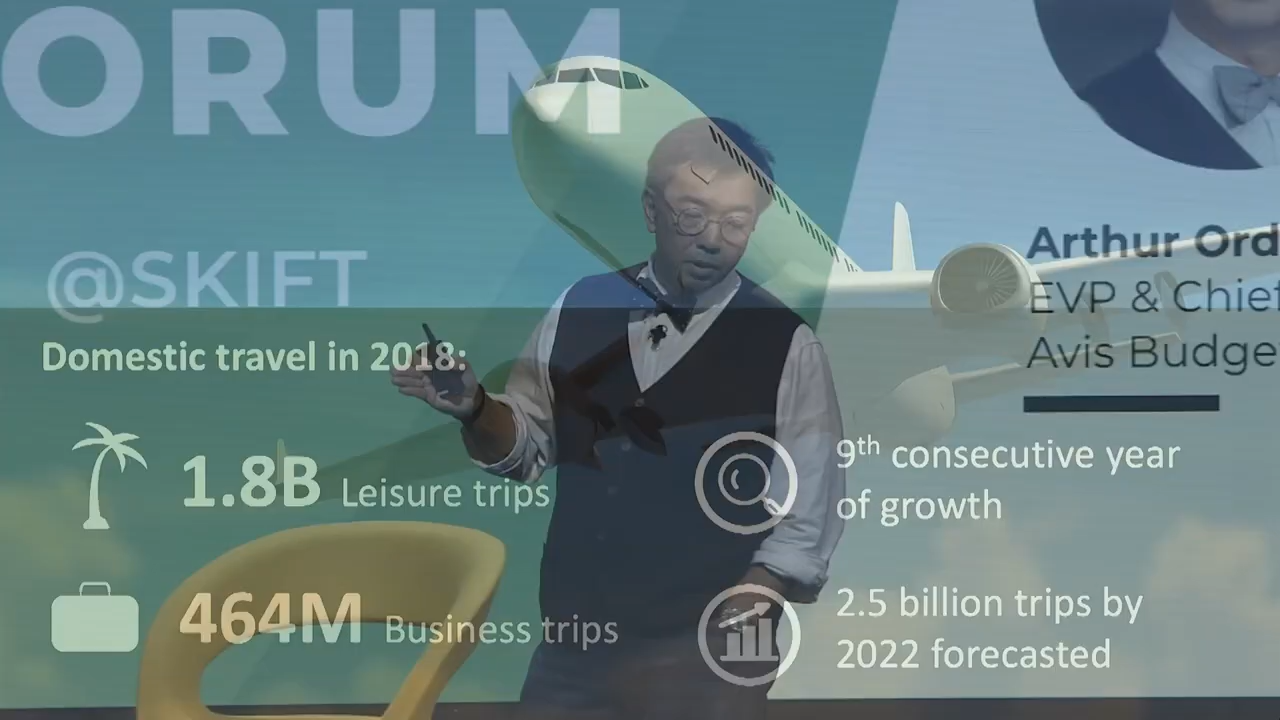 ORUM
@SKIFT
Arthur Ord
EVP & Chief
Avis Budge
Domestic travel in 2018:
1.8B Leisure trips
464M Business trips
9th consecutive year
of growth
2.5 billion trips by
2022 forecasted